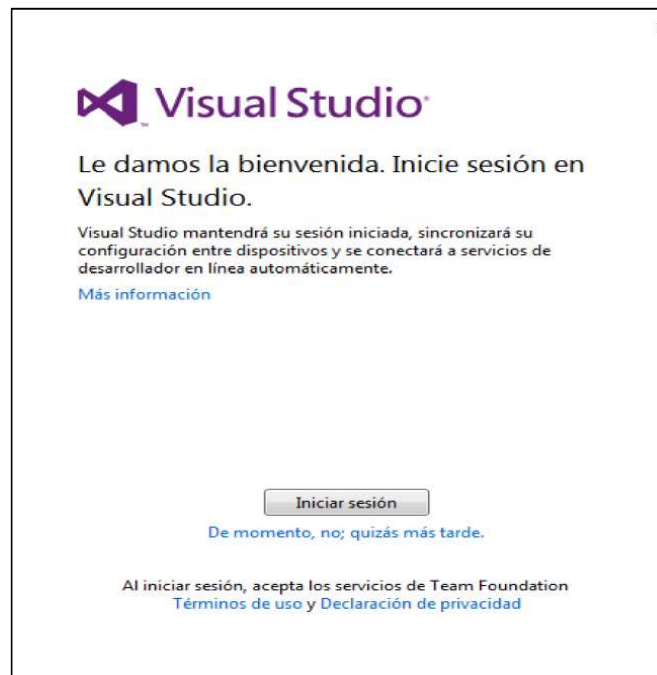 Visual Studio®
Le damos la bienvenida. Inicie sesión en
Visual Studio.
Visual Studio mantendrá su sesión iniciada, sincronizará su
configuración entre dispositivos y se conectará a servicios de
desarrollador en línea automáticamente.
Más información
Iniciar sesión
De momento, no; quizás más tarde.
Al iniciar sesión, acepta los servicios de Team Foundation
Términos de uso y Declaración de privacidad